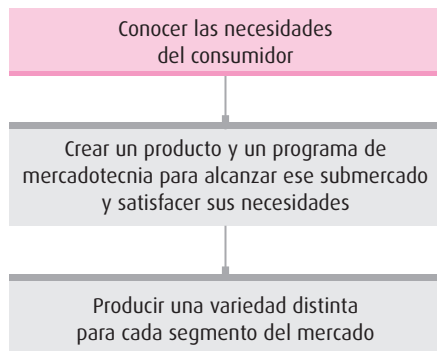 Conocer las necesidades
del consumidor
Crear un producto y un programa de
mercadotecnia para alcanzar ese submercado
y satisfacer sus necesidades
Producir una variedad distinta
para cada segmento del mercado